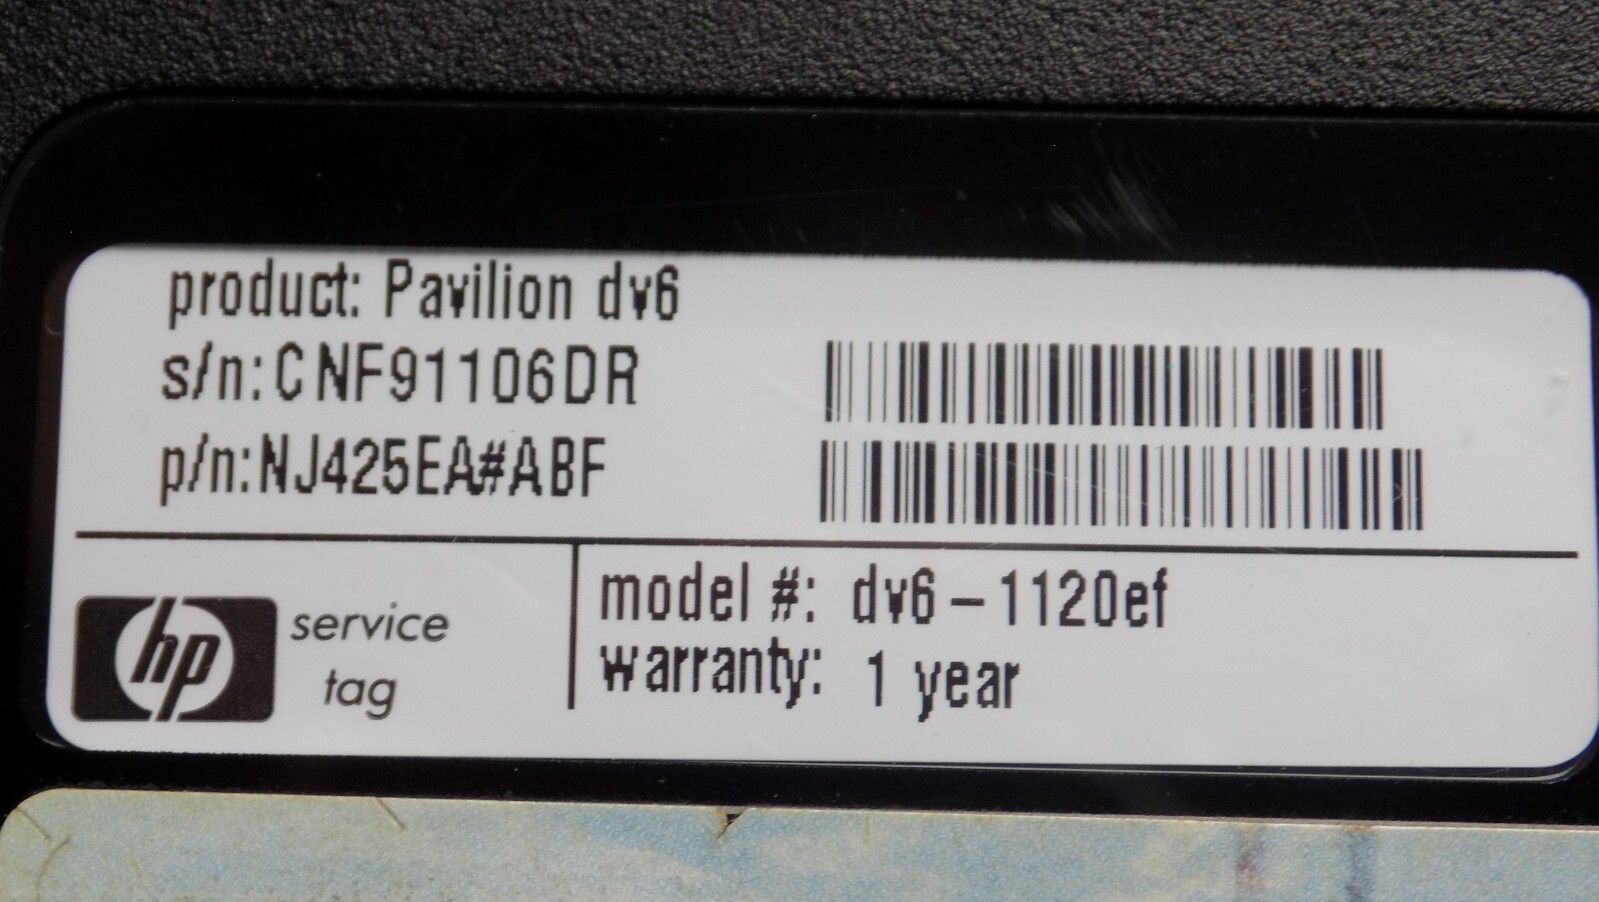 product: Pavilion dv6
s/n:CNF91106DR
p/n:NJ425EA#ABF
hp
service
tag
model #: dv6-1120ef
warranty: 1 year